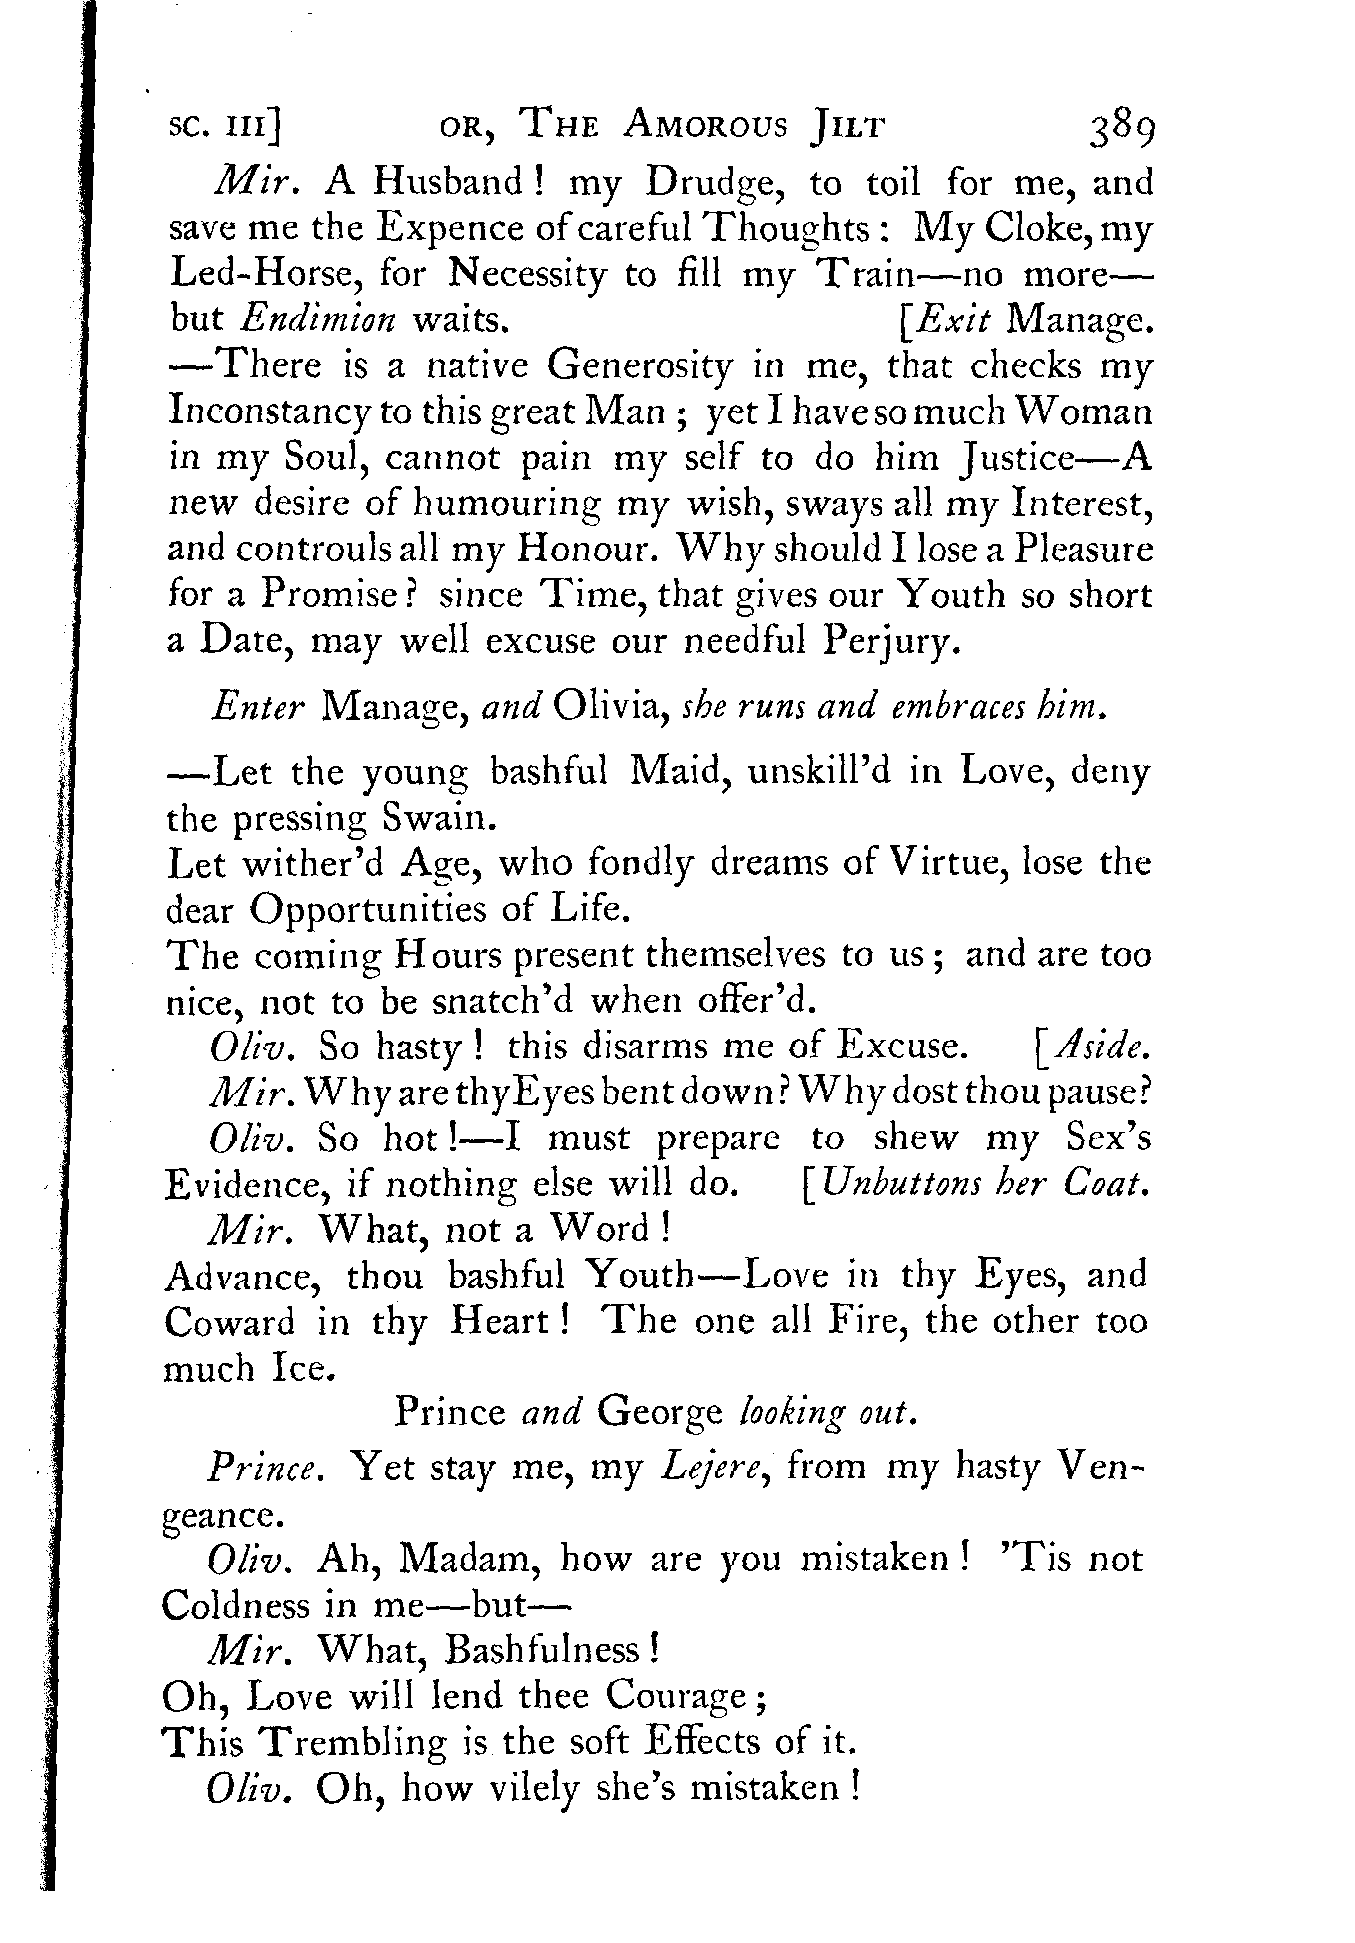 SC. III] OR, THE AMOROUS JILT 389
Mir. A Husband ! my Drudge, to toil for me, and
save me the Expence of careful Thoughts : My Cloke, my
Led-Horse, for Necessity to fill my Train—no more—
but Endimion waits. [Exit Manage.
—There is a native Generosity in me, that checks my
Inconstancy to this great Man ; yet I have so much Woman
in my Soul, cannot pain my self to do him Justice—A
new desire of humouring my wish, sways all my Interest,
and controuls all my Honour. Why should I lose a Pleasure
for a Promise? since Time, that gives our Youth so short
a Date, may well excuse our needful Perjury.
Enter Manage, and Olivia, she runs and embraces him.
—Let the young bashful Maid, unskill'd in Love, deny
the pressing Swain.
Let wither'd Age, who fondly dreams of Virtue, lose the
dear Opportunities of Life.
The coming Hours present themselves to us ; and are too
nice, not to be snatch'd when offer'd.
Oliv. So hasty ! this disarms me of Excuse. [Aside.
Mir. Why are thy Eyes bent down? Why dost thou pause?
Oliv. So hot !—I must prepare to shew my Sex's
Evidence, if nothing else will do. [Unbuttons her Coat.
Mir. What, not a Word !
Advance, thou bashful Youth—Love in thy Eyes, and
Coward in thy Heart ! The one all Fire, the other too
much Ice.
Prince and George looking out.
Prince. Yet stay me, my Lejere, from my hasty Ven-
geance.
Oliv. Ah, Madam, how are you mistaken ! 'Tis not
Coldness in me—but—
Mir. What, Bashfulness !
Oh, Love will lend thee Courage ;
This Trembling is the soft Effects of it.
Oliv. Oh, how vilely she's mistaken !